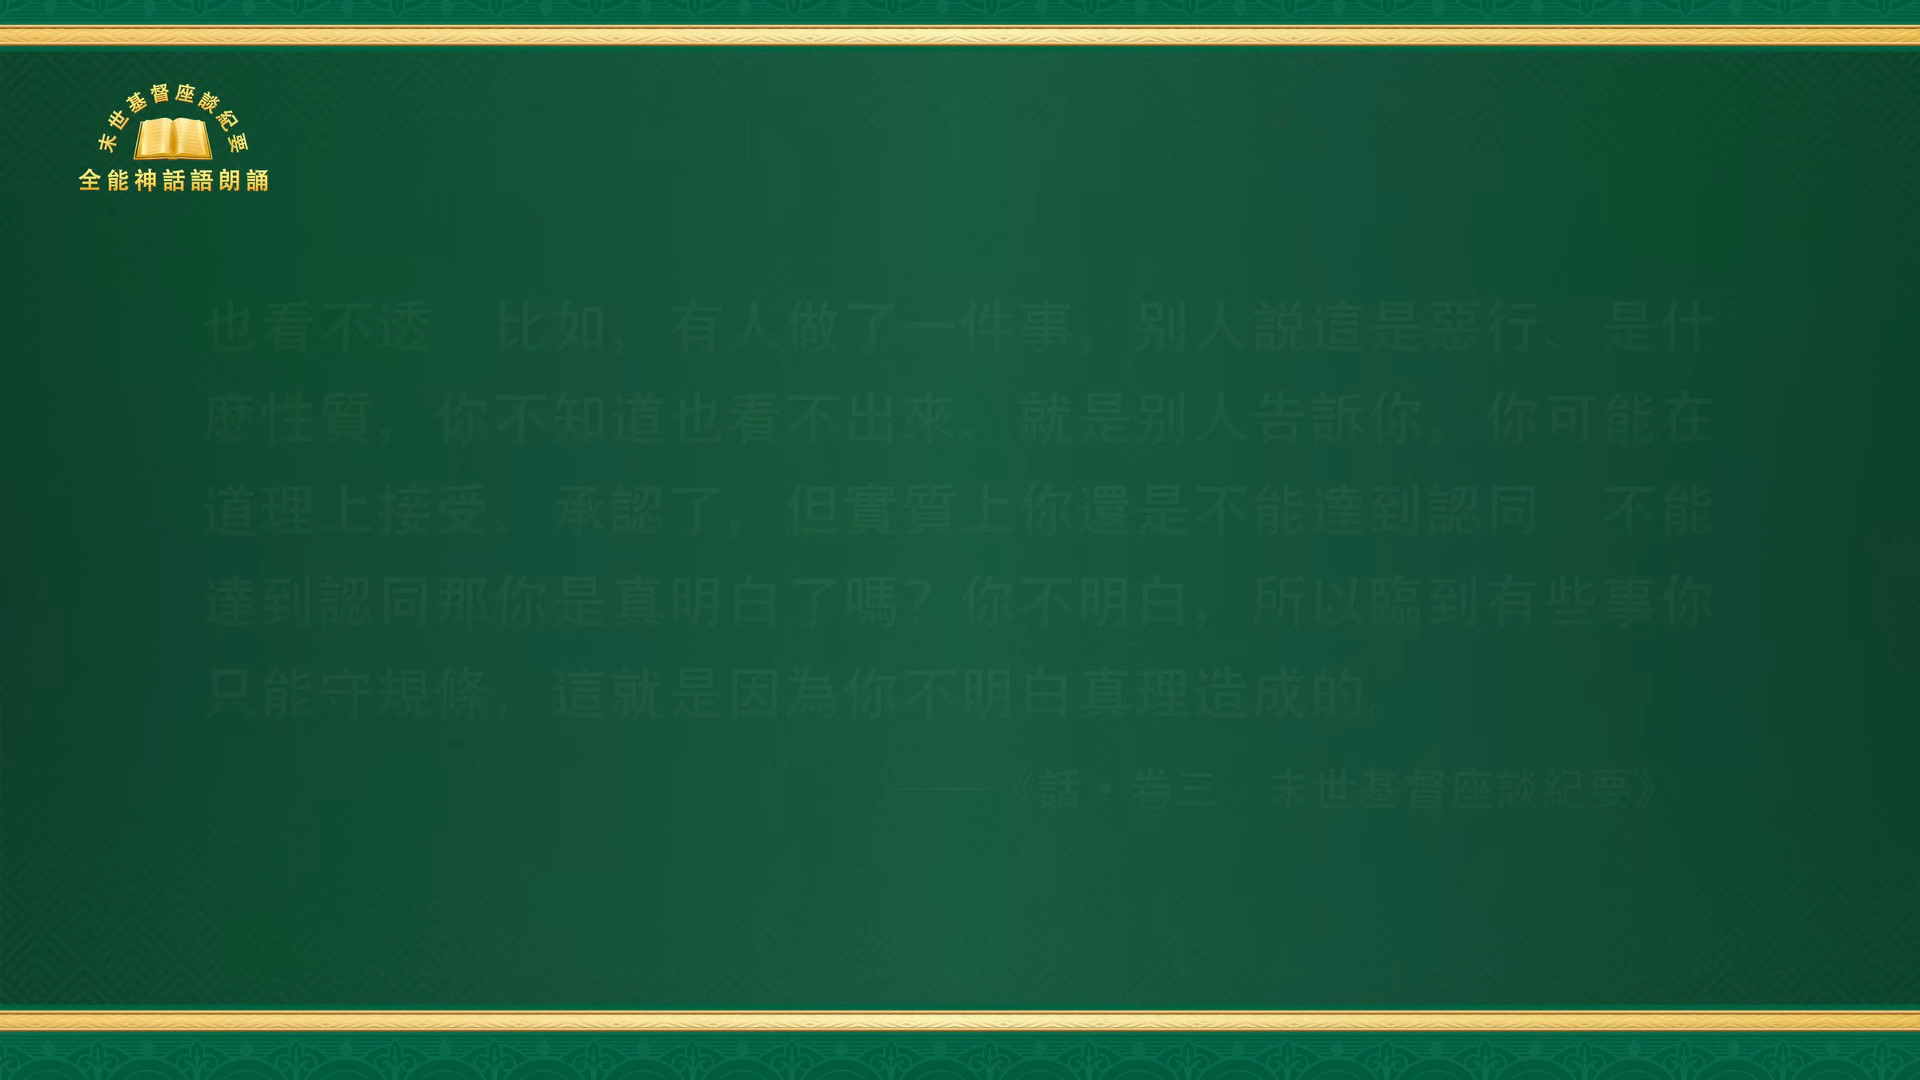 末世基督座談紀要
全能神話語朗誦
也看不透。比如，有人做了一件事，别人説這是惡行、是什
麽性質，你不知道也看不出來，就是别人告訴你，你可能在
道理上接受、承認了，但實質上你還是不能達到認同。不能
達到認同那你是真明白了嗎？你不明白，所以臨到有些事你
只能守規條，這就是因為你不明白真理造成的。
——《話・卷三　末世基督座談紀要》